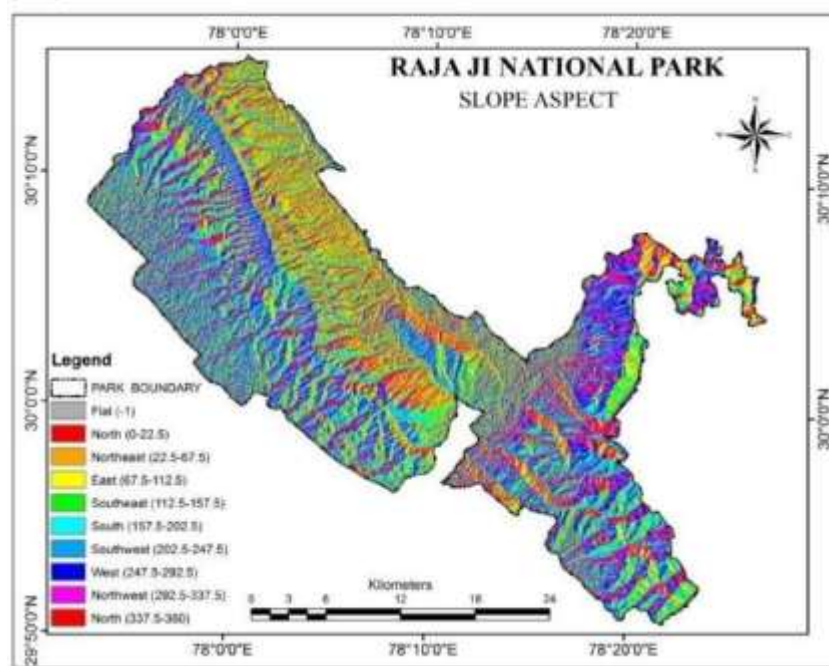 78°0'0"E 78°10'0"E 78°20'0"E
RAJA JI NATIONAL PARK
SLOPE ASPECT
30°10'0"N 30°10'0"N
Legend
PARK BOUNDARY
Flat (-1)
North (0-22.5)
Northeast (22.5-67.5)
East (67.5-112.5)
Southeast (112.5-157.5)
South (157.5-202.5)
Southwest (202.5-247.5)
West (247.5-292.5)
Northwest (292.5-337.5)
North (337.5-360)
30°0'0"N 30°0'0"N
Kilometers
0 3 6 12 18 24
29°50'0"N
78°0'0"E 78°10'0"E 78°20'0"E